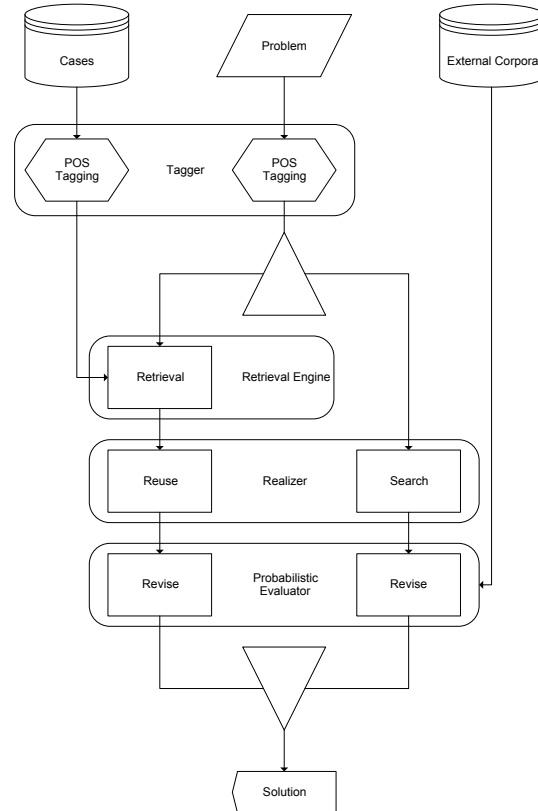 Cases
Problem
External Corpora
POS
Tagging
Tagger
POS
Tagging
Retrieval
Retrieval Engine
Reuse
Realizer
Search
Revise
Probabilistic
Evaluator
Revise
Solution